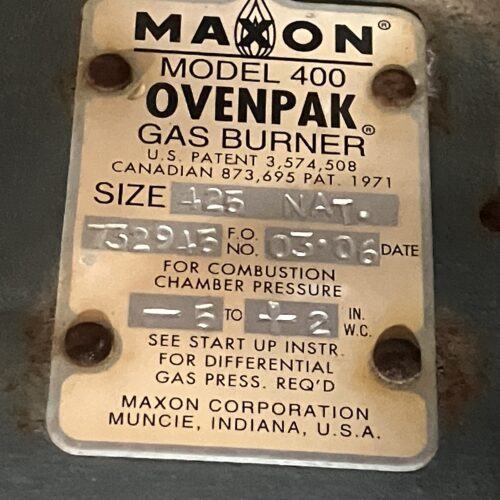 MAXON®
MODEL 400
OVENPAK®
GAS BURNER
U.S. PATENT 3,574,508
CANADIAN 873,695 PAT. 1971
SIZE 425 NAT.
732945 F.O. NO. 03.06 DATE
FOR COMBUSTION
CHAMBER PRESSURE
-5 TO +2 IN. W.C.
SEE START UP INSTR.
FOR DIFFERENTIAL
GAS PRESS. REQ'D
MAXON CORPORATION
MUNCIE, INDIANA, U.S.A.